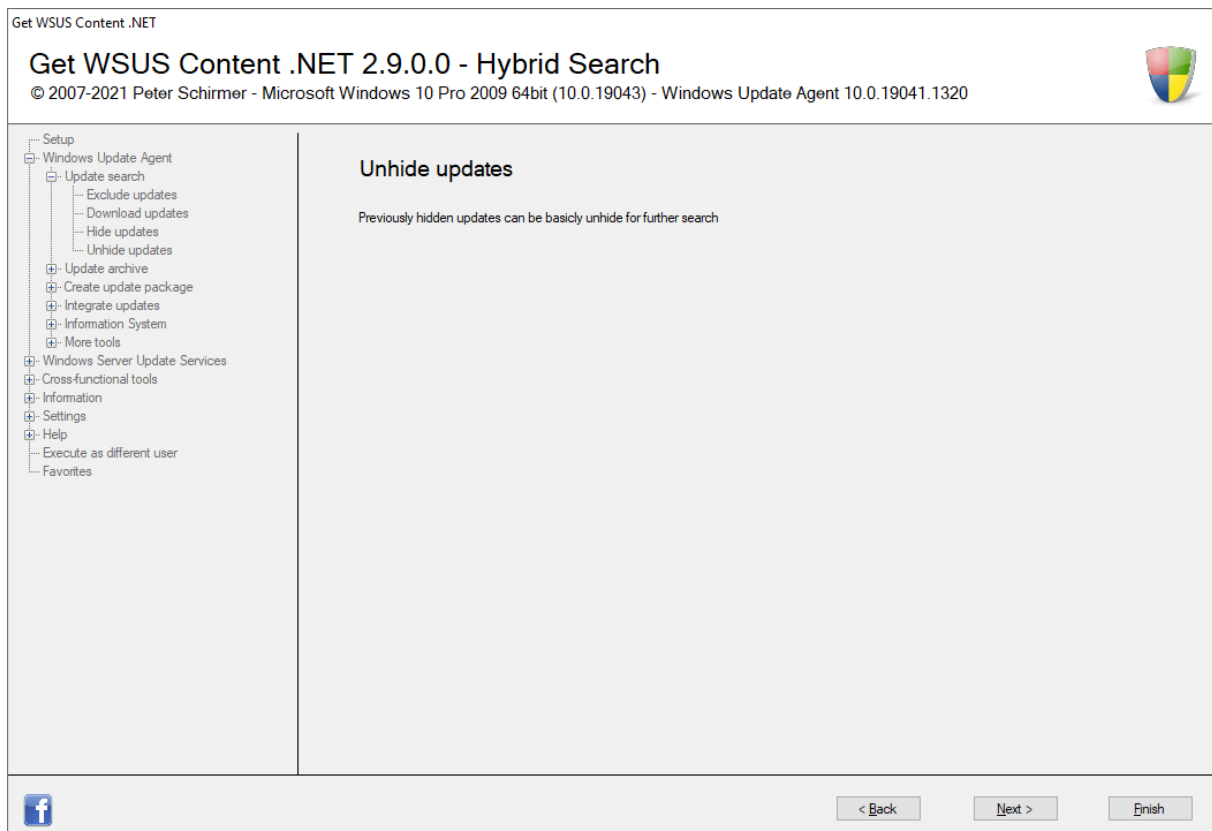 Get WSUS Content .NET
Get WSUS Content .NET 2.9.0.0 - Hybrid Search
© 2007-2021 Peter Schirmer - Microsoft Windows 10 Pro 2009 64bit (10.0.19043) - Windows Update Agent 10.0.19041.1320
Setup
Windows Update Agent
Update search
Exclude updates
Download updates
Hide updates
Unhide updates
Update archive
Create update package
Integrate updates
Information System
More tools
Windows Server Update Services
Cross-functional tools
Information
Settings
Help
Execute as different user
Favorites
Unhide updates
Previously hidden updates can be basicly unhide for further search
f
< Back
Next >
Finish